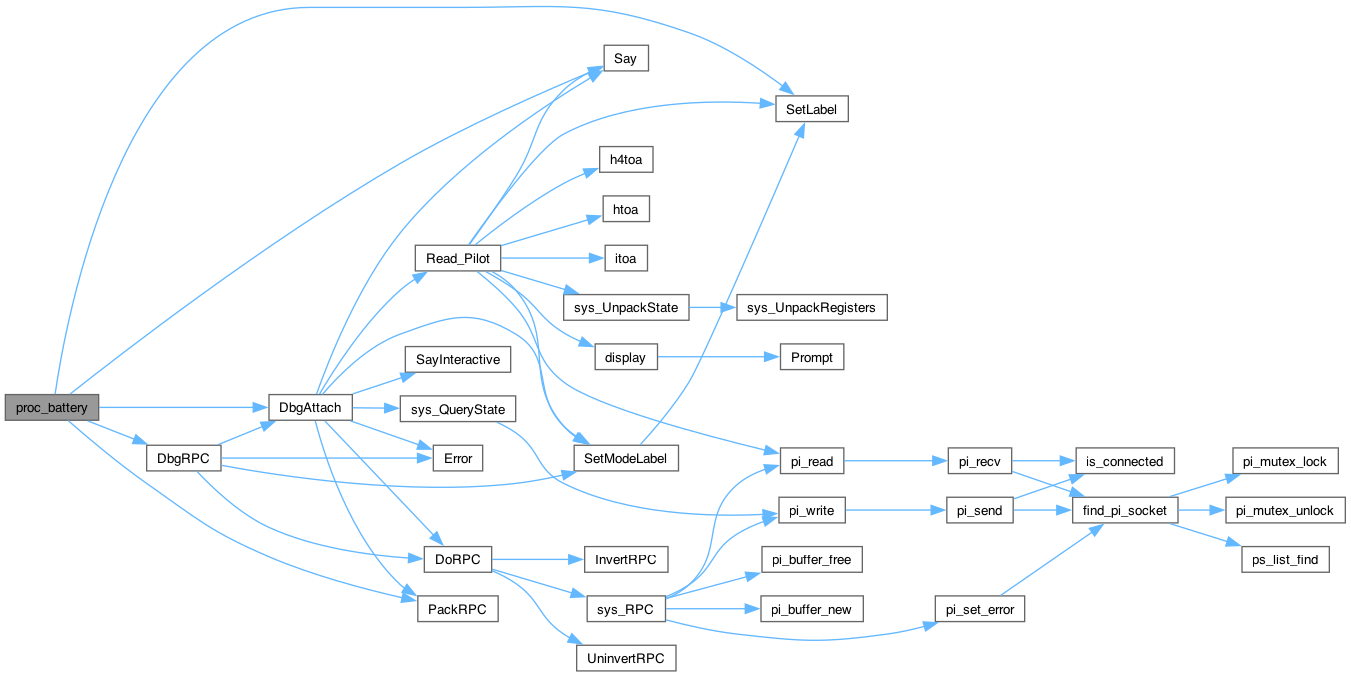 Say
SetLabel
h4toa
htoa
Read_Pilot
itoa
sys_UnpackState
sys_UnpackRegisters
display
Prompt
SayInteractive
proc_battery
DbgAttach
sys_QueryState
DbgRPC
Error
SetModeLabel
pi_read
pi_recv
is_connected
pi_mutex_lock
pi_write
pi_send
find_pi_socket
pi_mutex_unlock
DoRPC
InvertRPC
pi_buffer_free
ps_list_find
PackRPC
sys_RPC
pi_buffer_new
pi_set_error
UninvertRPC